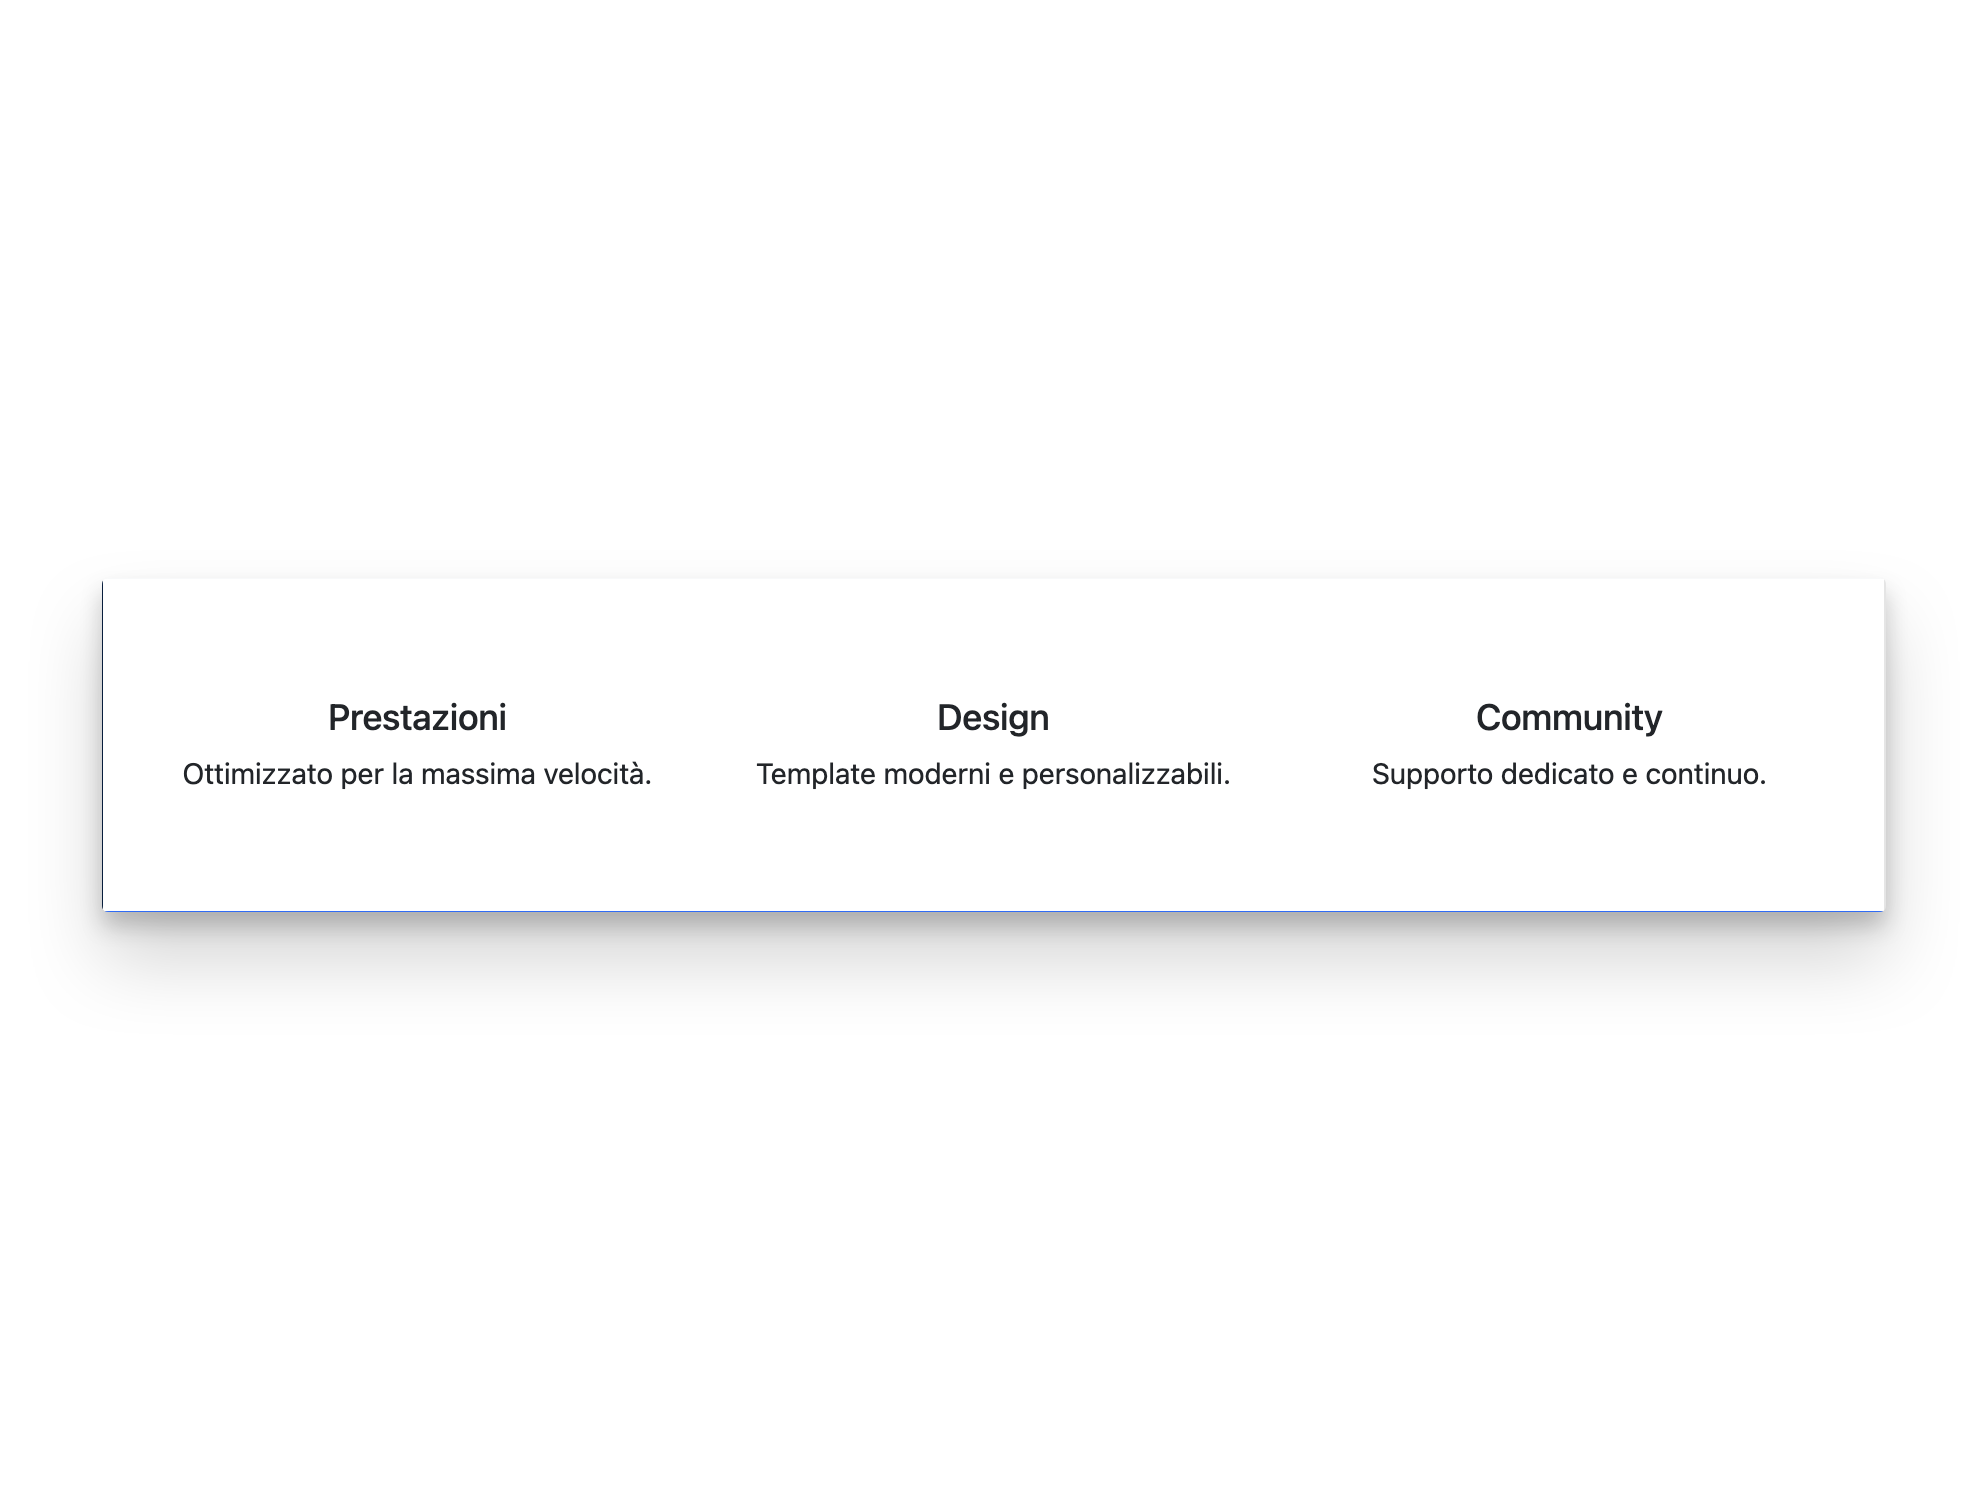 Prestazioni
Ottimizzato per la massima velocità.
Design
Template moderni e personalizzabili.
Community
Supporto dedicato e continuo.